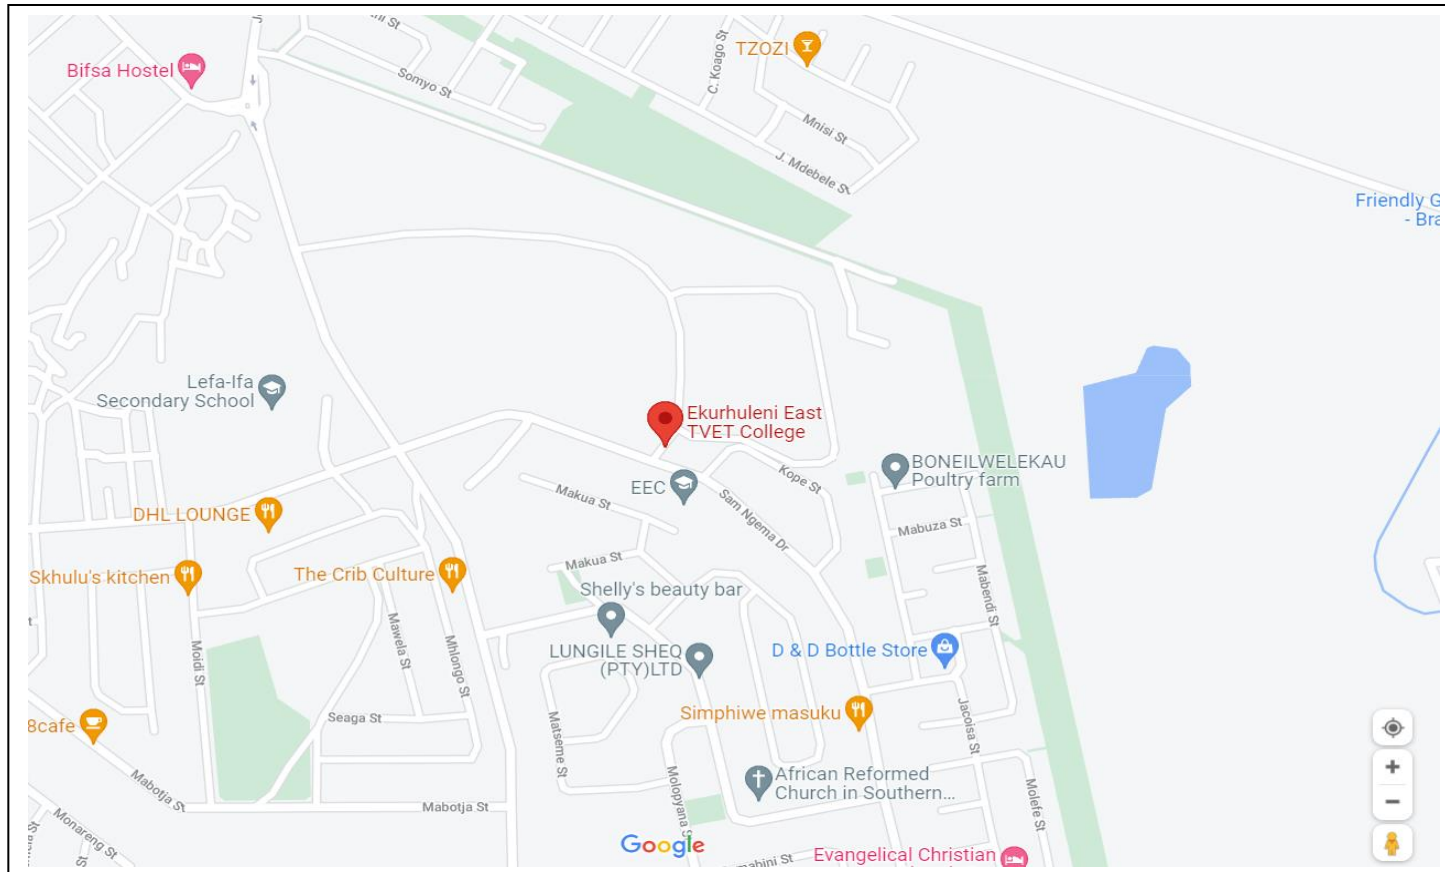 TZOZI
Bifsa Hostel
Somyo St
C. Koago St
Mnisi St
J. Mdebele St
Friendly G
- Bra
Lefa-Ifa
Secondary School
Ekurhuleni East
TVET College
BONEILWELEKAU
Poultry farm
Kope St
EEC
Makua St
Sam Ngema Dr
DHL LOUNGE
Mabuza St
Makua St
Skhulu's kitchen
The Crib Culture
Shelly's beauty bar
Mabendi St
Mawela St
Mhlongo St
Moidi St
LUNGILE SHEQ
(PTY)LTD
D & D Bottle Store
Simphiwe masuku
Seaga St
8cafe
Matseme St
Jacoisa St
African Reformed
Church in Southern...
Mabotja St
Mabotja St
Molopyana S
Molefe St
Monareng St
Google
Evangelical Christian